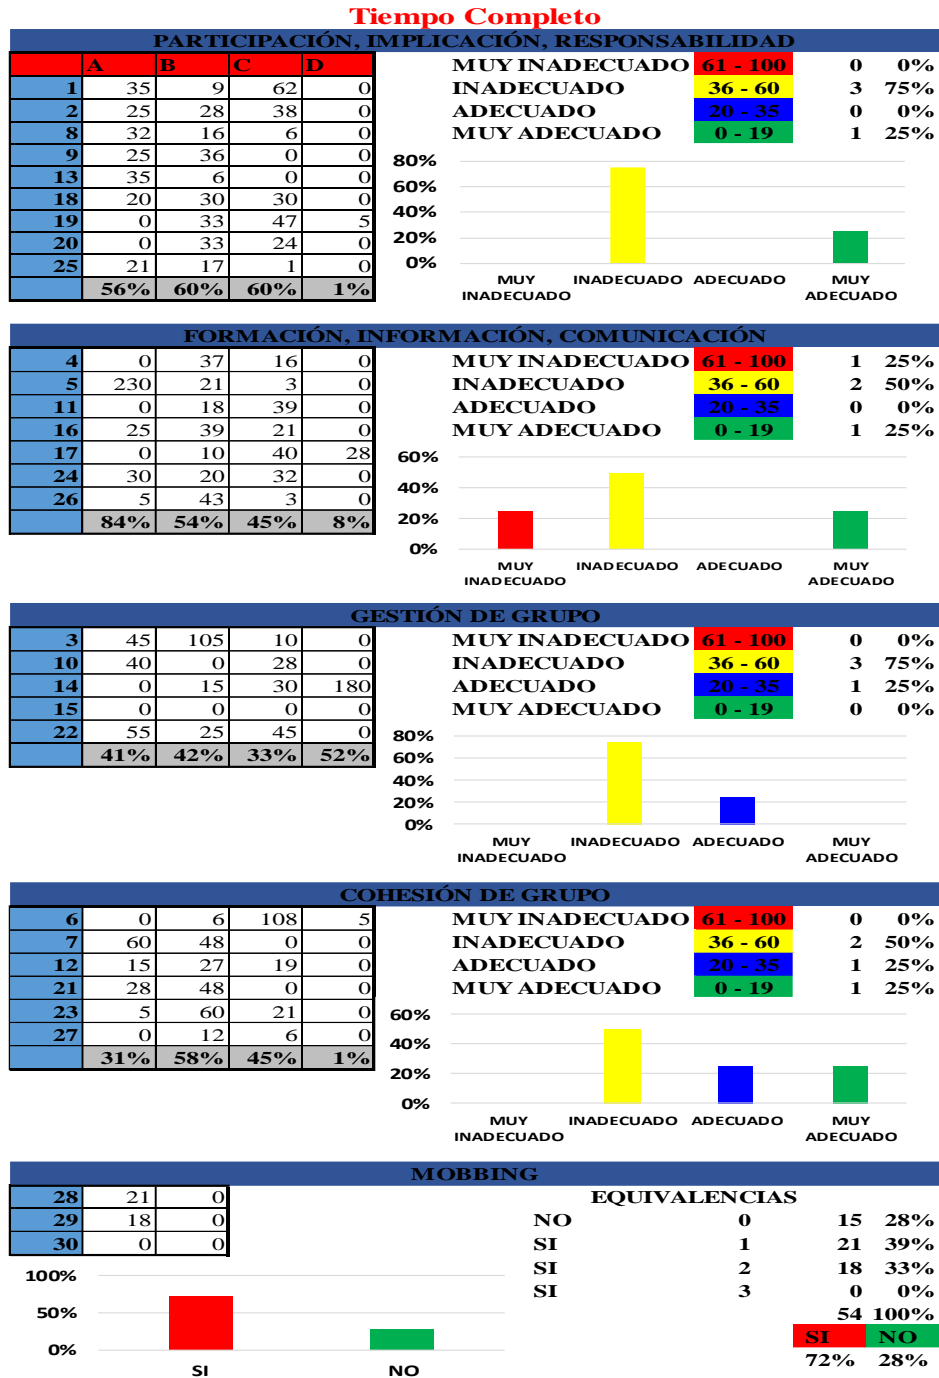 Tiempo Completo
PARTICIPACIÓN, IMPLICACIÓN, RESPONSABILIDAD
A B C D
1 35 9 62 0
2 25 28 38 0
8 32 16 6 0
9 25 36 0 0
13 35 6 0 0
18 20 30 30 0
19 0 33 47 5
20 0 33 24 0
25 21 17 1 0
56% 60% 60% 1%
MUY INADECUADO 61 - 100 0 0%
INADECUADO 36 - 60 3 75%
ADECUADO 20 - 35 0 0%
MUY ADECUADO 0 - 19 1 25%
80%
60%
40%
20%
0%
MUY INADECUADO INADECUADO ADECUADO MUY ADECUADO
FORMACIÓN, INFORMACIÓN, COMUNICACIÓN
4 0 37 16 0
5 230 21 3 0
11 0 18 39 0
16 25 39 21 0
17 0 10 40 28
24 30 20 32 0
26 5 43 3 0
84% 54% 45% 8%
MUY INADECUADO 61 - 100 1 25%
INADECUADO 36 - 60 2 50%
ADECUADO 20 - 35 0 0%
MUY ADECUADO 0 - 19 1 25%
60%
40%
20%
0%
MUY INADECUADO INADECUADO ADECUADO MUY ADECUADO
GESTIÓN DE GRUPO
3 45 105 10 0
10 40 0 28 0
14 0 15 30 180
15 0 0 0 0
22 55 25 45 0
41% 42% 33% 52%
MUY INADECUADO 61 - 100 0 0%
INADECUADO 36 - 60 3 75%
ADECUADO 20 - 35 1 25%
MUY ADECUADO 0 - 19 0 0%
80%
60%
40%
20%
0%
MUY INADECUADO INADECUADO ADECUADO MUY ADECUADO
COHESIÓN DE GRUPO
6 0 6 108 5
7 60 48 0 0
12 15 27 19 0
21 28 48 0 0
23 5 60 21 0
27 0 12 6 0
31% 58% 45% 1%
MUY INADECUADO 61 - 100 0 0%
INADECUADO 36 - 60 2 50%
ADECUADO 20 - 35 1 25%
MUY ADECUADO 0 - 19 1 25%
60%
40%
20%
0%
MUY INADECUADO INADECUADO ADECUADO MUY ADECUADO
MOBBING
28 21 0
29 18 0
30 0 0
100%
50%
0%
SI NO
EQUIVALENCIAS
NO 0 15 28%
SI 1 21 39%
SI 2 18 33%
SI 3 0 0%
54 100%
SI NO
72% 28%